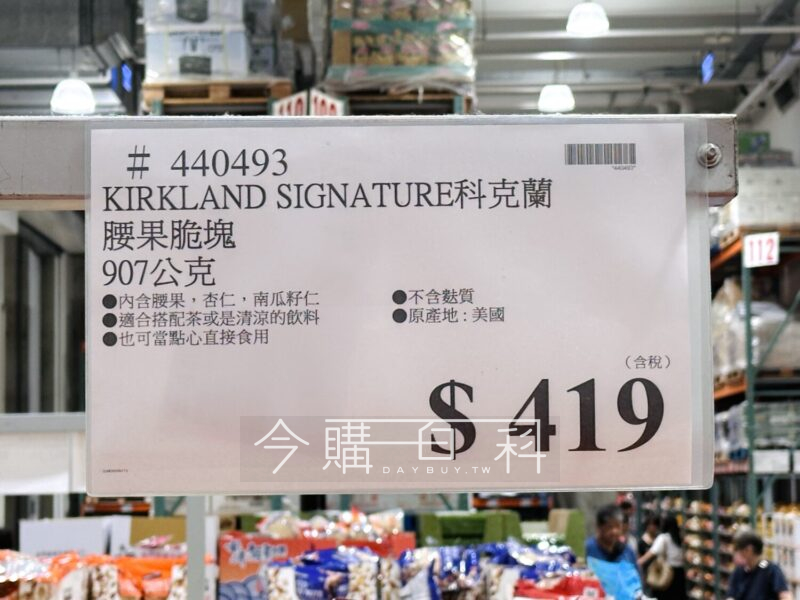 110 109
# 440493
*440493*
KIRKLAND SIGNATURE科克蘭
腰果脆塊
907公克
●內含腰果，杏仁，南瓜籽仁
●適合搭配茶或是清涼的飲料
●也可當點心直接食用
●不含麩質
●原產地：美國
（含稅）
$ 419
今購百科
DAYBUY.TW
112